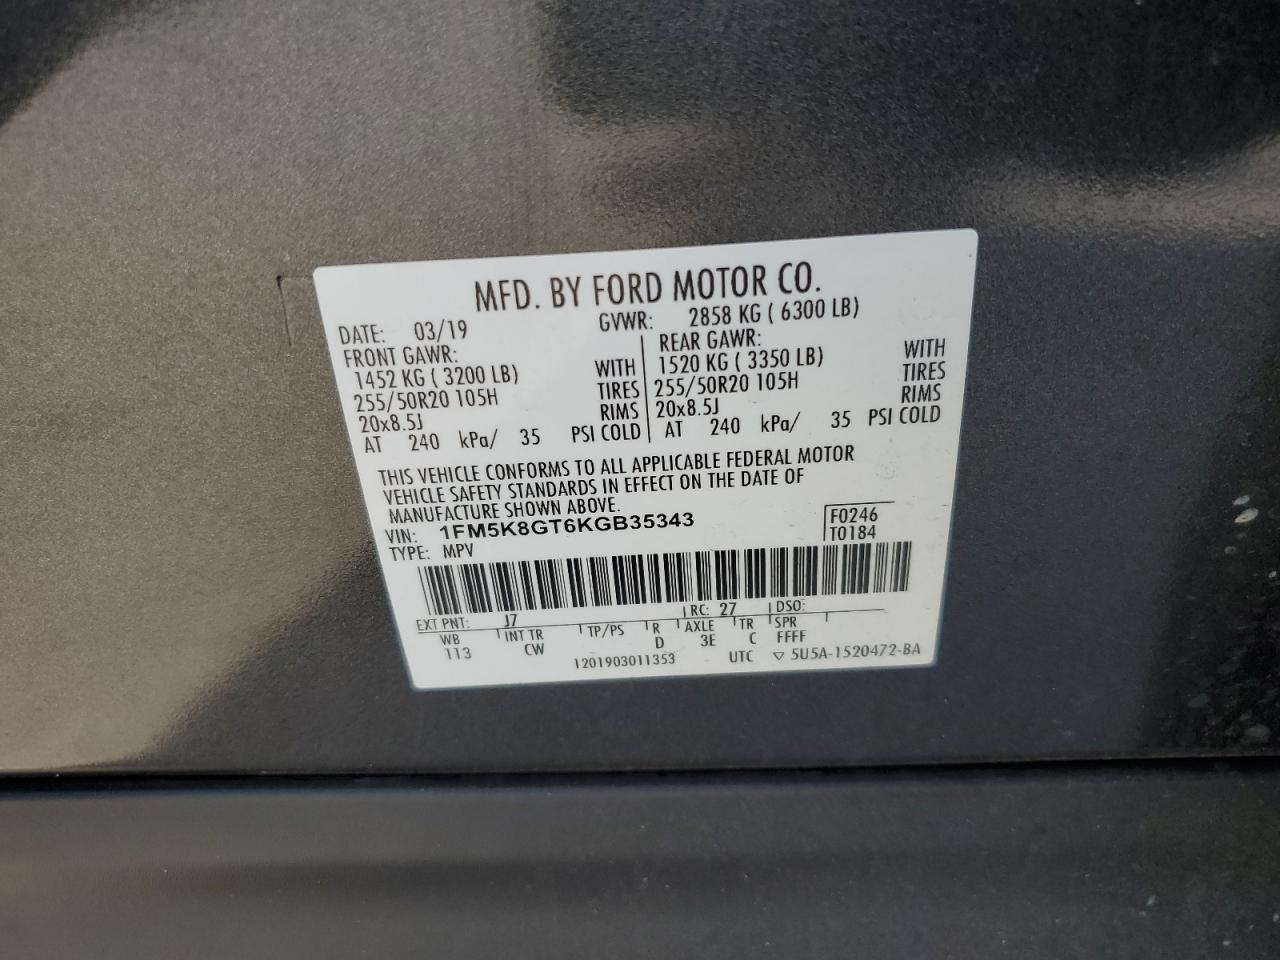 MFD. BY FORD MOTOR CO.
DATE: 03/19 GVWR: 2858 KG ( 6300 LB)
FRONT GAWR: REAR GAWR:
1452 KG ( 3200 LB) WITH 1520 KG ( 3350 LB) WITH
255/50R20 105H TIRES 255/50R20 105H TIRES
20x8.5J RIMS 20x8.5J RIMS
AT 240 kPa/ 35 PSI COLD AT 240 kPa/ 35 PSI COLD
THIS VEHICLE CONFORMS TO ALL APPLICABLE FEDERAL MOTOR
VEHICLE SAFETY STANDARDS IN EFFECT ON THE DATE OF
MANUFACTURE SHOWN ABOVE.
VIN: 1FM5K8GT6KGB35343 F0246
TYPE: MPV T0184
EXT PNT: J7 RC: 27 DSO:
WB INT TR TP/PS R AXLE TR SPR
113 CW D 3E C FFFF
1201903011353 UTC ▽ 5U5A-1520472-BA